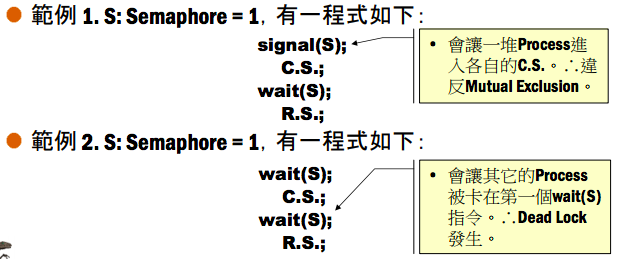 範例 1. S: Semaphore = 1, 有一程式如下:
signal(S);
C.S.;
wait(S);
R.S.;
• 會讓一堆Process進
入各自的C.S.。∴違
反Mutual Exclusion。
範例 2. S: Semaphore = 1, 有一程式如下:
wait(S);
C.S.;
wait(S);
R.S.;
• 會讓其它的Process
被卡在第一個wait(S)
指令。∴Dead Lock
發生。